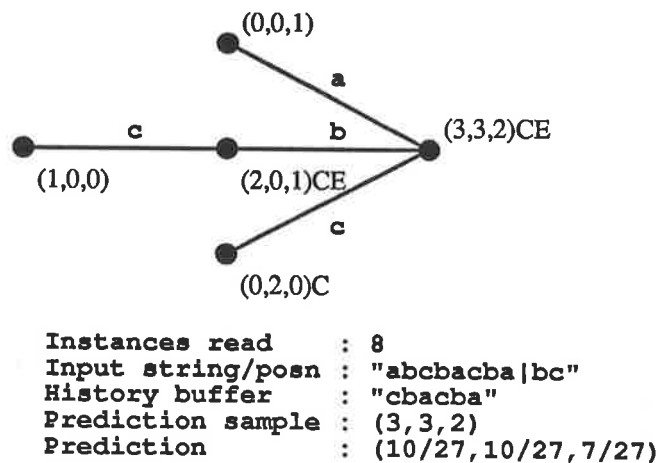 (0,0,1)
a
c
b
(3,3,2)CE
(1,0,0)
(2,0,1)CE
c
(0,2,0)C
Instances read : 8
Input string/posn : "abcbacba|bc"
History buffer : "cbacba"
Prediction sample : (3,3,2)
Prediction : (10/27,10/27,7/27)